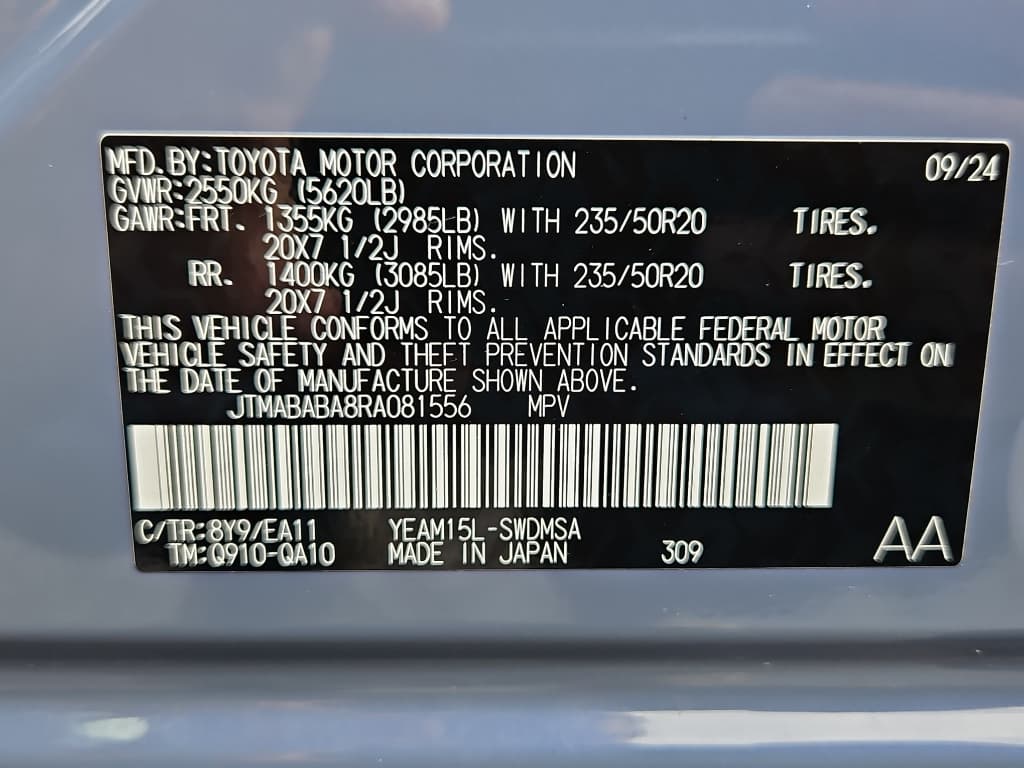 MFD.BY:TOYOTA MOTOR CORPORATION 09/24
GVWR:2550KG (5620LB)
GAWR:FRT. 1355KG (2985LB) WITH 235/50R20 TIRES.
20X7 1/2J RIMS.
RR. 1400KG (3085LB) WITH 235/50R20 TIRES.
20X7 1/2J RIMS.
THIS VEHICLE CONFORMS TO ALL APPLICABLE FEDERAL MOTOR
VEHICLE SAFETY AND THEFT PREVENTION STANDARDS IN EFFECT ON
THE DATE OF MANUFACTURE SHOWN ABOVE.
JTMABABA8RA081556 MPV
C/TR:8Y9/EA11 YEAM15L-SWDMSA
TM:Q910-QA10 MADE IN JAPAN 309 AA